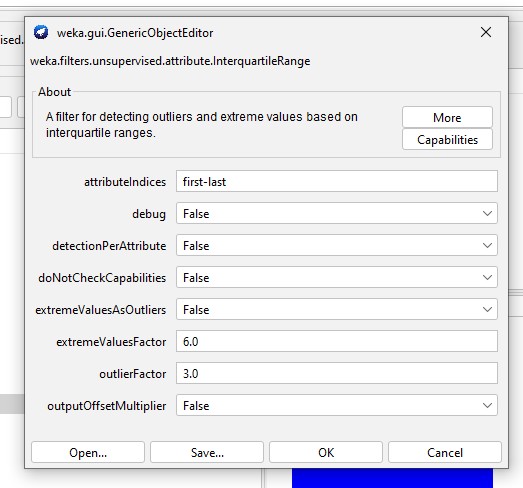 weka.gui.GenericObjectEditor
ised.
weka.filters.unsupervised.attribute.InterquartileRange
About
A filter for detecting outliers and extreme values based on
interquartile ranges.
More
Capabilities
attributeIndices first-last
debug False
detectionPerAttribute False
doNotCheckCapabilities False
extremeValuesAsOutliers False
extremeValuesFactor 6.0
outlierFactor 3.0
outputOffsetMultiplier False
Open... Save... OK Cancel